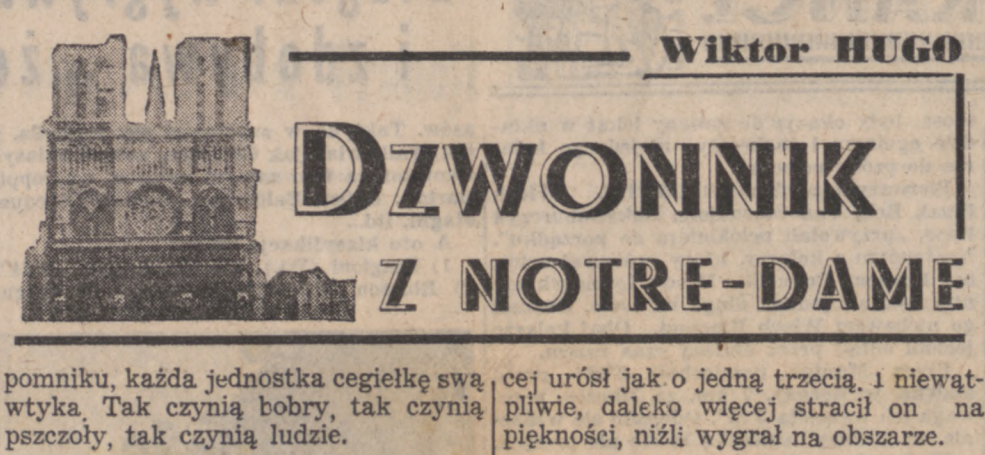 Wiktor HUGO
DZWONNIK
Z NOTRE-DAME
pomniku, każda jednostka cegiełkę swą
wtyka. Tak czynią bobry, tak czynią
pszczoły, tak czynią ludzie.
cej urósł jak o jedną trzecią. I niewąt-
pliwie, daleko więcej stracił on na
piękności, niźli wygrał na obszarze.